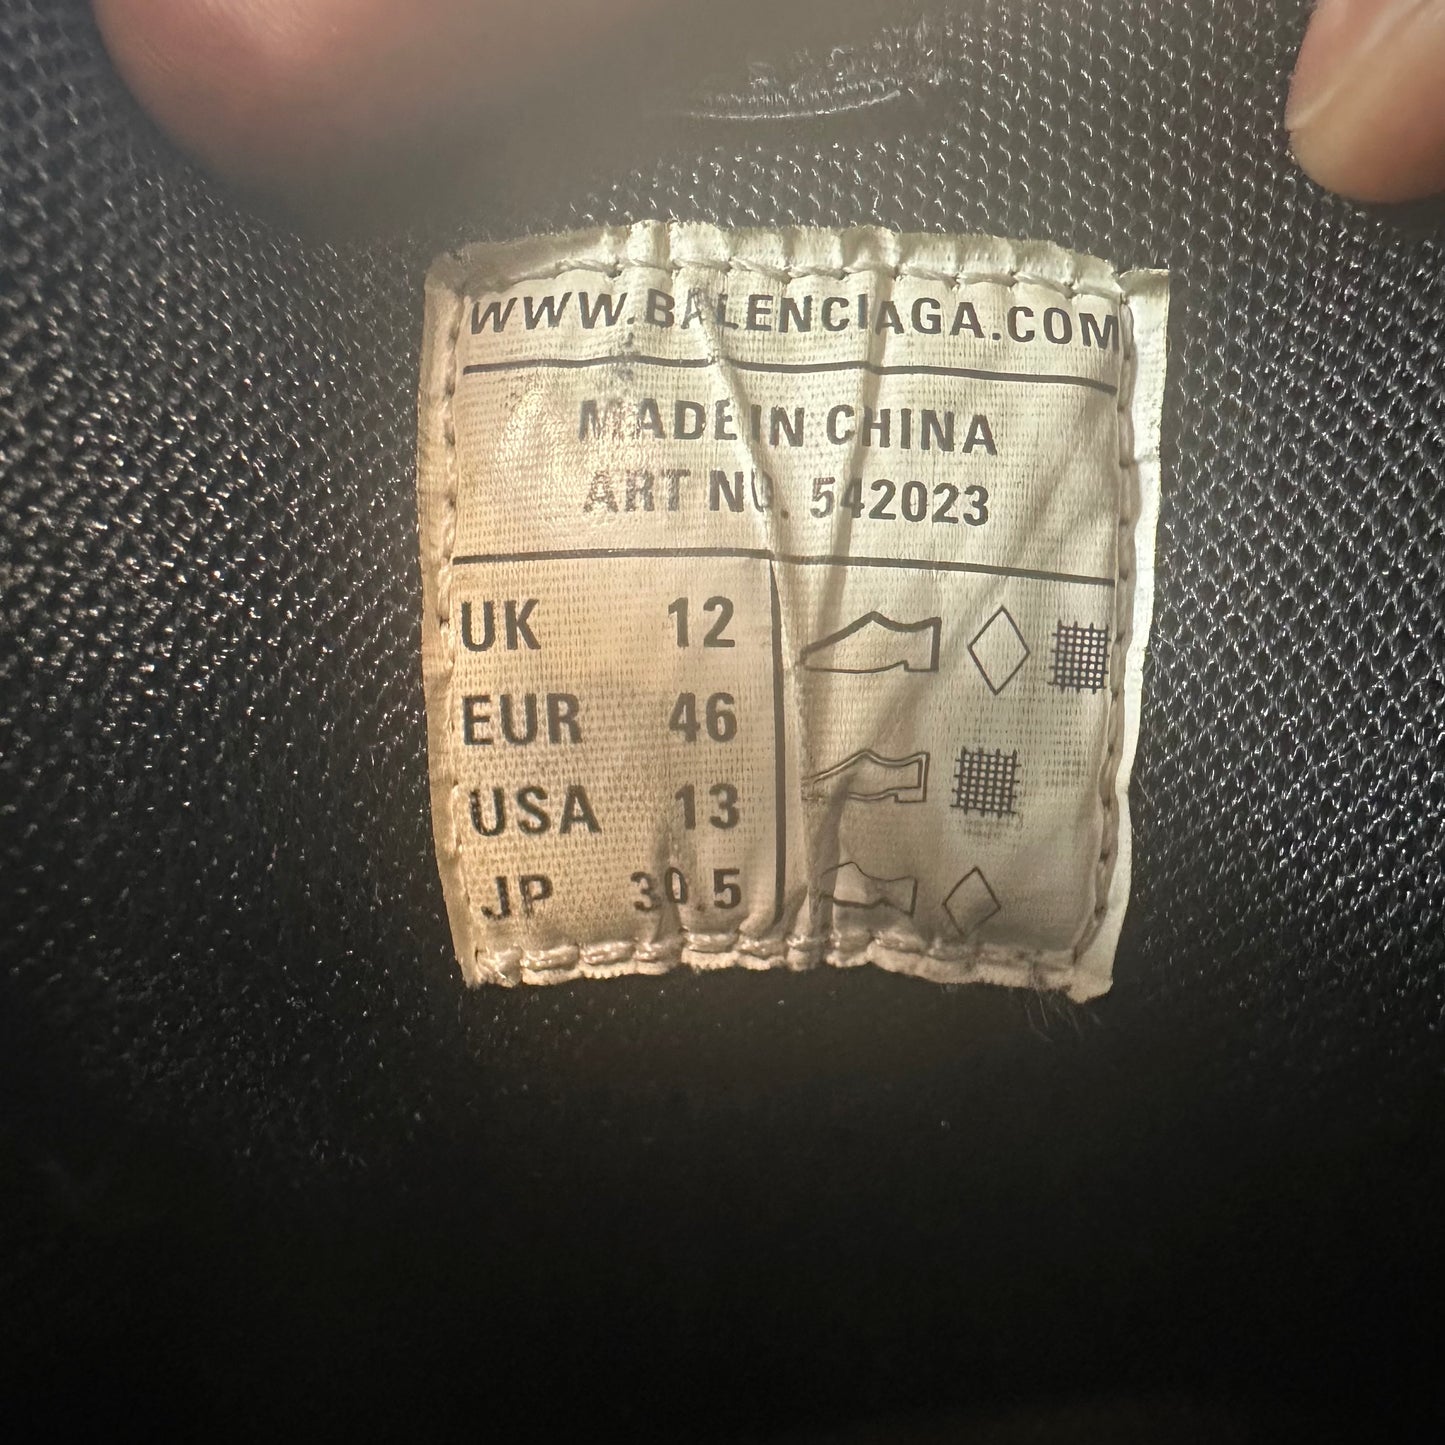 WWW.BALENCIAGA.COM
MADE IN CHINA
ART NO. 542023
UK 12
EUR 46
USA 13
JP 30.5